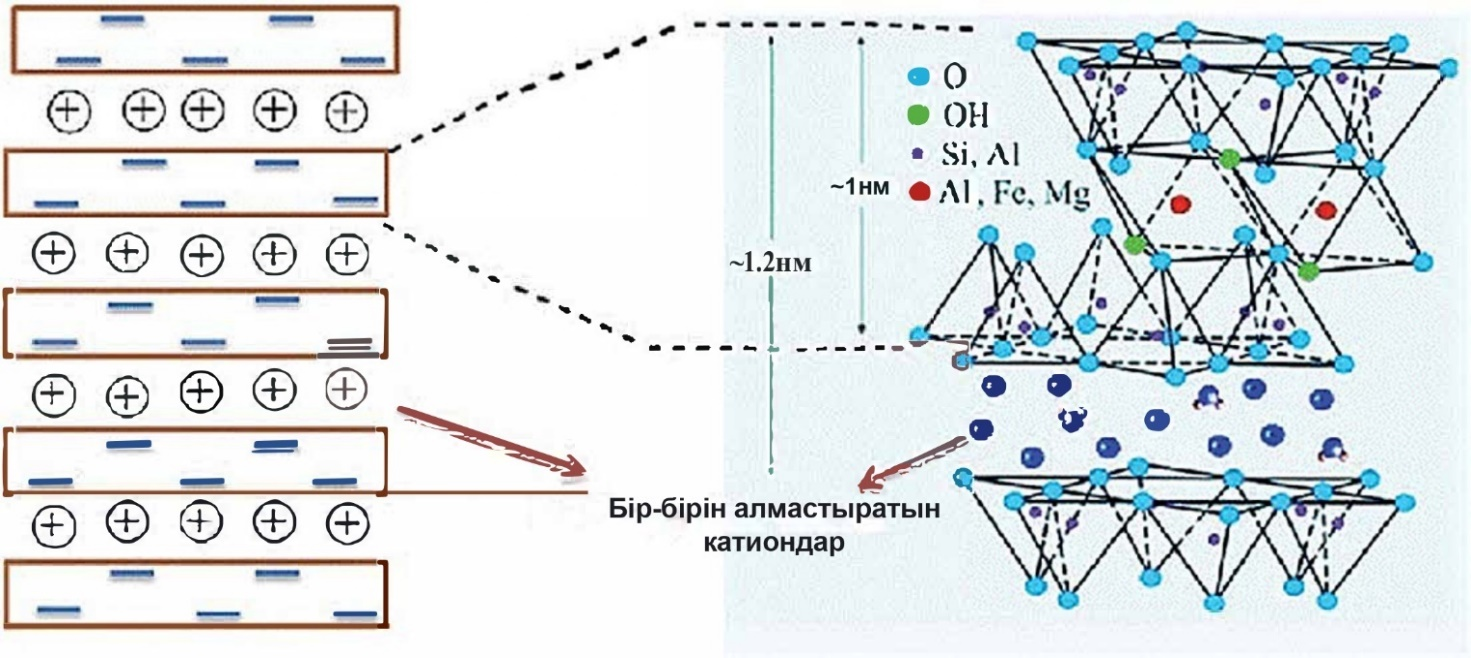 O
OH
Si, Al
~1нм
Al, Fe, Mg
~1.2нм
Бір-бірін алмастыратын
катиондар